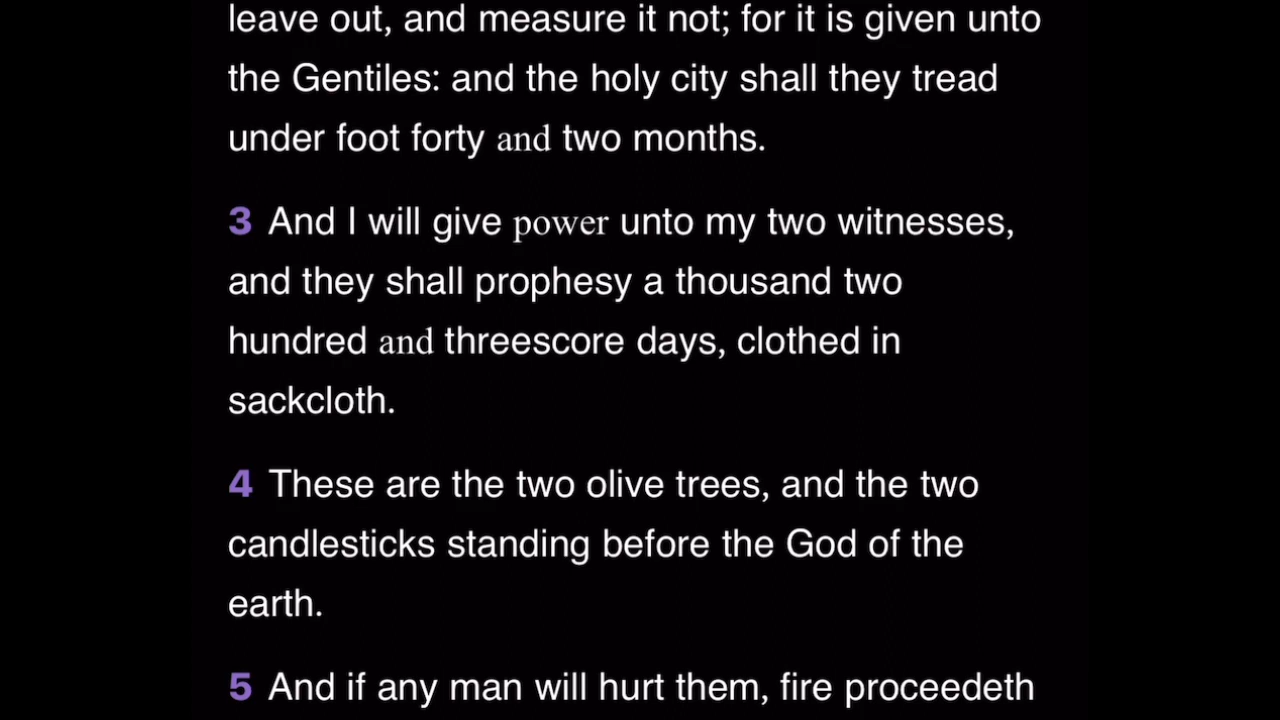 leave out, and measure it not; for it is given unto
the Gentiles: and the holy city shall they tread
under foot forty and two months.
3 And I will give power unto my two witnesses,
and they shall prophesy a thousand two
hundred and threescore days, clothed in
sackcloth.
4 These are the two olive trees, and the two
candlesticks standing before the God of the
earth.
5 And if any man will hurt them, fire proceedeth